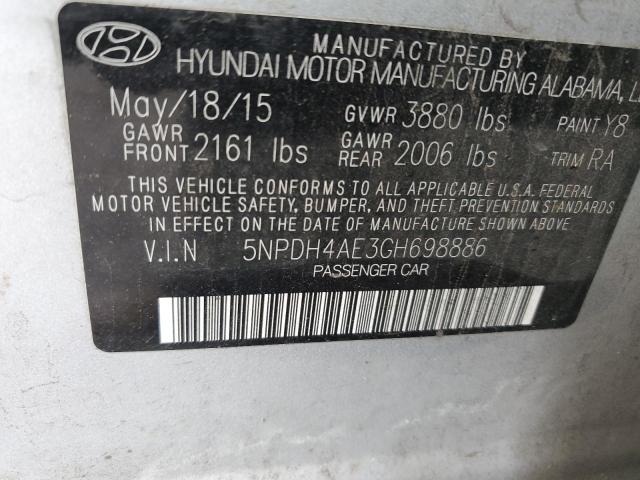 MANUFACTURED BY
HYUNDAI MOTOR MANUFACTURING ALABAMA,
May/18/15 GVWR 3880 lbs PAINT Y8
GAWR FRONT 2161 lbs GAWR REAR 2006 lbs TRIM RA
THIS VEHICLE CONFORMS TO ALL APPLICABLE U.S.A. FEDERAL
MOTOR VEHICLE SAFETY, BUMPER, AND THEFT PREVENTION STANDARDS
IN EFFECT ON THE DATE OF MANUFACTURE SHOWN ABOVE
V.I.N 5NPDH4AE3GH698886
PASSENGER CAR